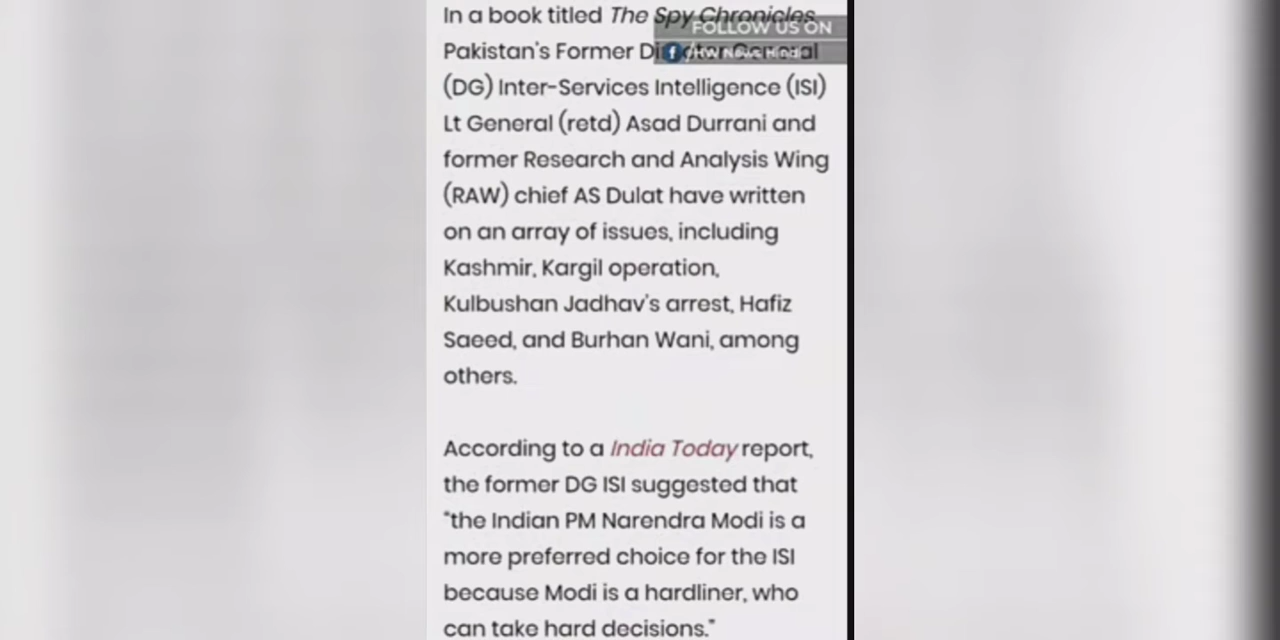 In a book titled The Spy Chronicles
FOLLOW US ON
Pakistan's Former Director General
(DG) Inter-Services Intelligence (ISI)
Lt General (retd) Asad Durrani and
former Research and Analysis Wing
(RAW) chief AS Dulat have written
on an array of issues, including
Kashmir, Kargil operation,
Kulbushan Jadhav's arrest, Hafiz
Saeed, and Burhan Wani, among
others.
According to a India Today report,
the former DG ISI suggested that
"the Indian PM Narendra Modi is a
more preferred choice for the ISI
because Modi is a hardliner, who
can take hard decisions."